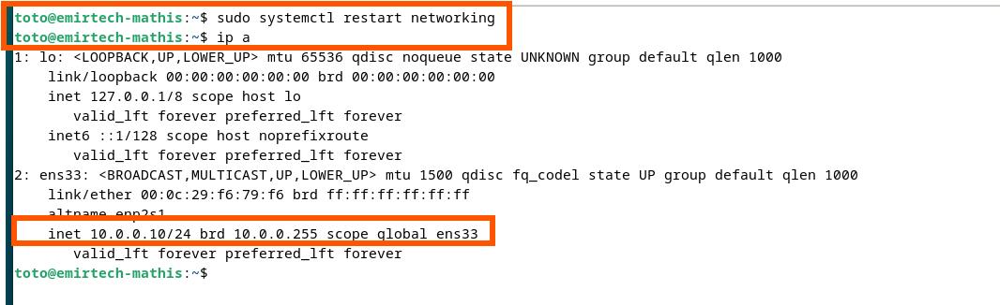 toto@emirtech-mathis:~$ sudo systemctl restart networking
toto@emirtech-mathis:~$ ip a
1: lo: <LOOPBACK,UP,LOWER_UP> mtu 65536 qdisc noqueue state UNKNOWN group default qlen 1000
    link/loopback 00:00:00:00:00:00 brd 00:00:00:00:00:00
    inet 127.0.0.1/8 scope host lo
       valid_lft forever preferred_lft forever
    inet6 ::1/128 scope host noprefixroute
       valid_lft forever preferred_lft forever
2: ens33: <BROADCAST,MULTICAST,UP,LOWER_UP> mtu 1500 qdisc fq_codel state UP group default qlen 1000
    link/ether 00:0c:29:f6:79:f6 brd ff:ff:ff:ff:ff:ff
    altname enp2s1
    inet 10.0.0.10/24 brd 10.0.0.255 scope global ens33
       valid_lft forever preferred_lft forever
toto@emirtech-mathis:~$